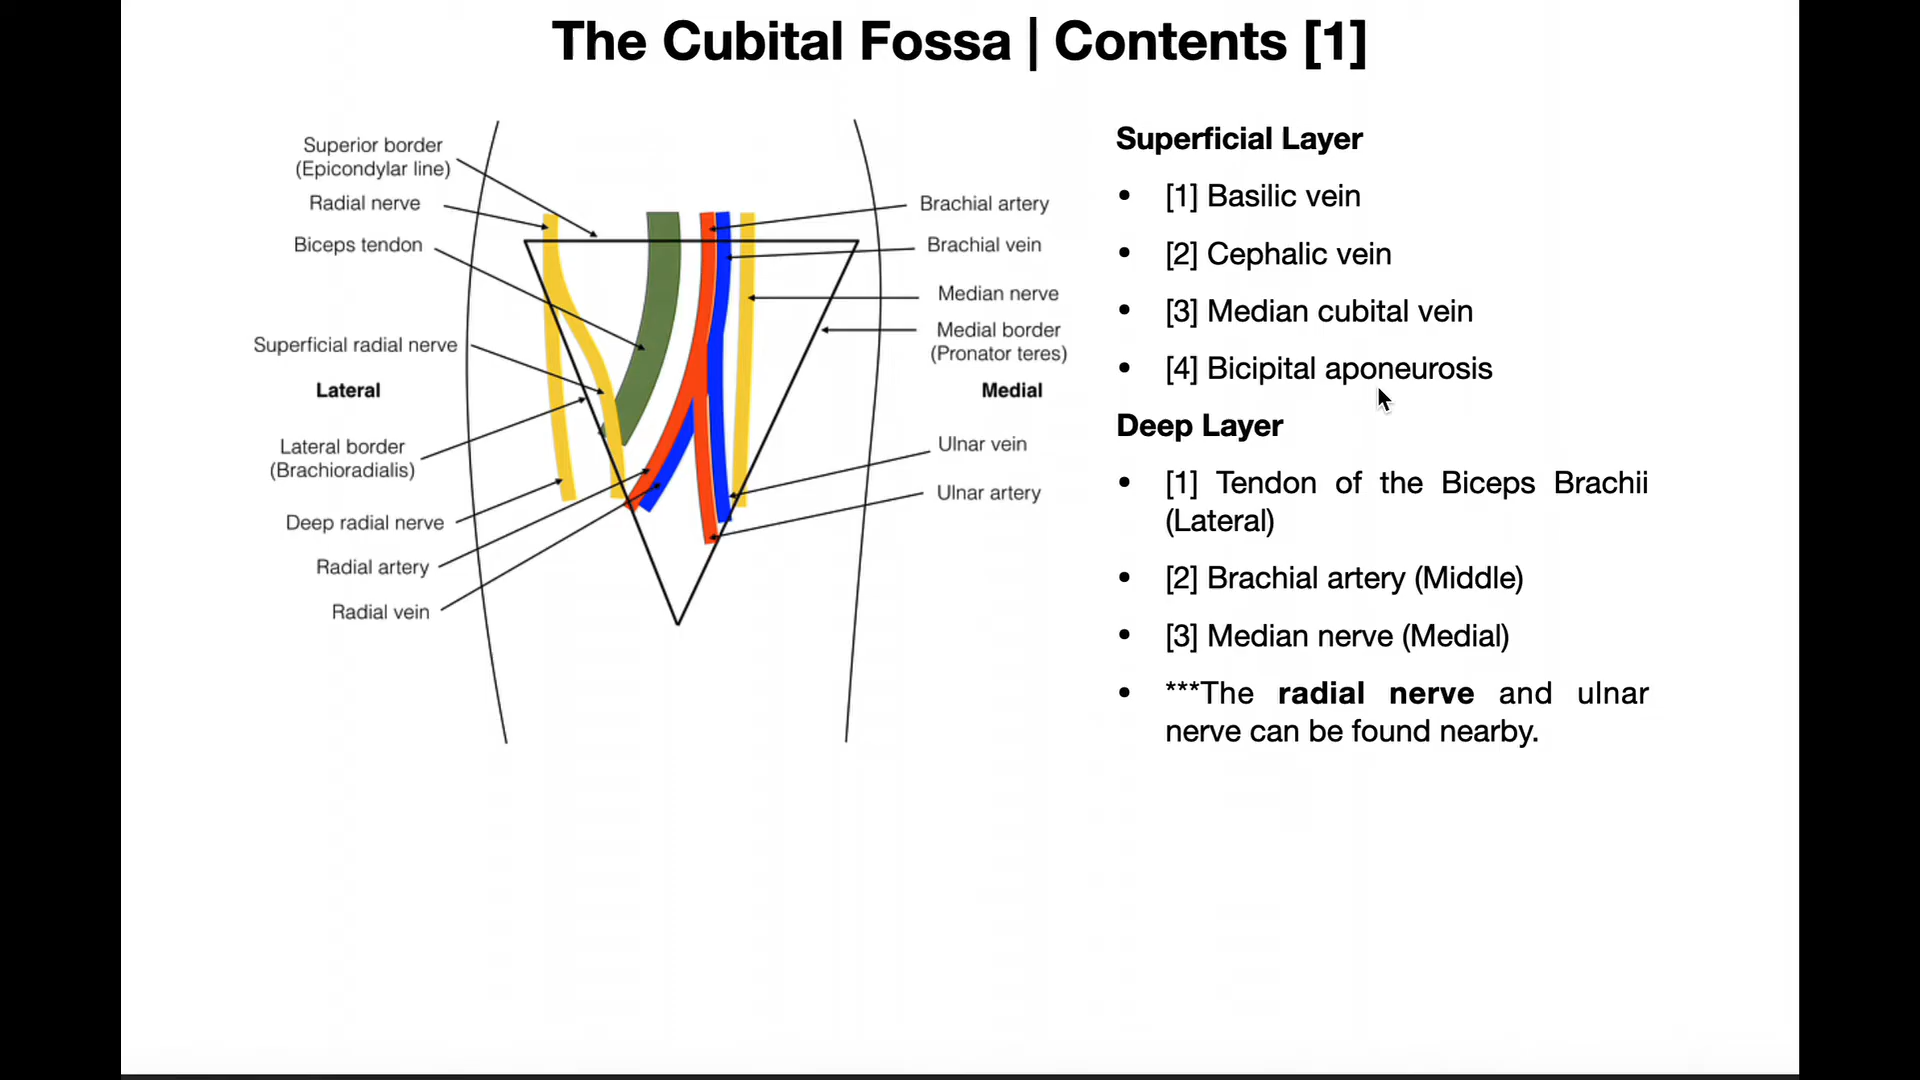 The Cubital Fossa | Contents [1]
Superior border
(Epicondylar line)
Radial nerve
Biceps tendon
Superficial radial nerve
Lateral
Lateral border
(Brachioradialis)
Deep radial nerve
Radial artery
Radial vein
Brachial artery
Brachial vein
Median nerve
Medial border
(Pronator teres)
Medial
Ulnar vein
Ulnar artery
Superficial Layer
• [1] Basilic vein
• [2] Cephalic vein
• [3] Median cubital vein
• [4] Bicipital aponeurosis
Deep Layer
• [1] Tendon of the Biceps Brachii
(Lateral)
• [2] Brachial artery (Middle)
• [3] Median nerve (Medial)
• ***The radial nerve and ulnar
nerve can be found nearby.